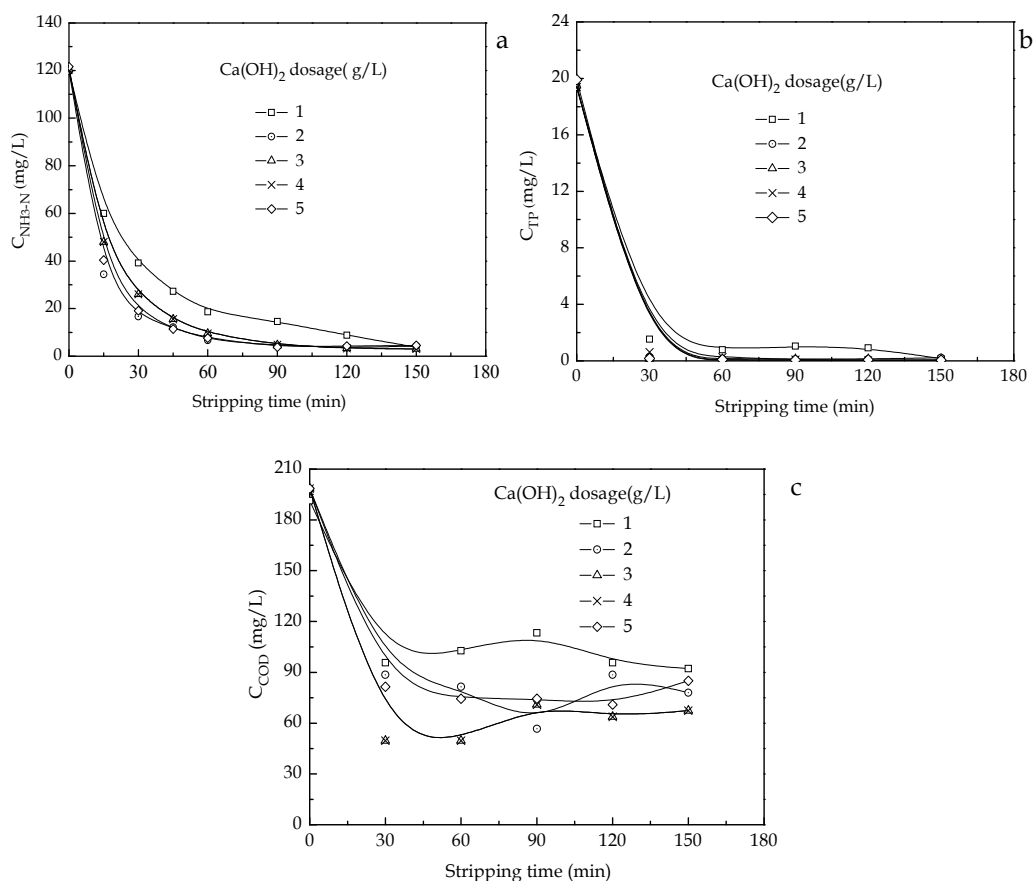 a
140
120
100
80
60
40
20
0
C_NH3-N (mg/L)
Ca(OH)2 dosage( g/L)
1
2
3
4
5
0 30 60 90 120 150 180
Stripping time (min)
b
24
20
16
12
8
4
0
C_TP (mg/L)
Ca(OH)2 dosage(g/L)
1
2
3
4
5
0 30 60 90 120 150 180
Stripping time (min)
c
210
180
150
120
90
60
30
0
C_COD (mg/L)
Ca(OH)2 dosage(g/L)
1
2
3
4
5
0 30 60 90 120 150 180
Stripping time (min)